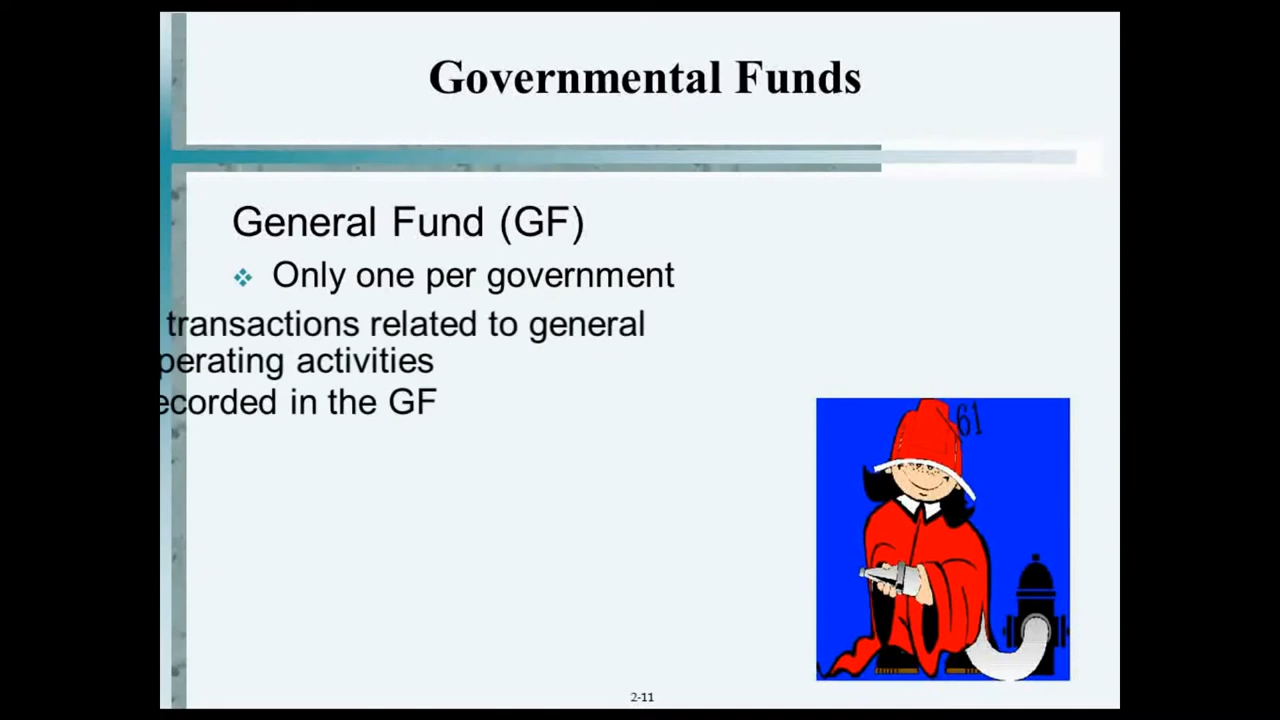 Governmental Funds
General Fund (GF)
Only one per government
transactions related to general
perating activities
ecorded in the GF
61
2-11